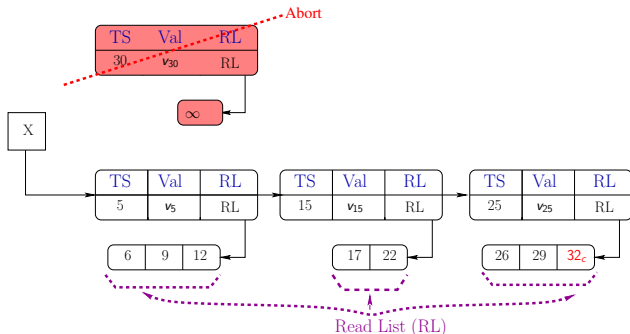 Abort
TS Val RL
30 v₃₀ RL
∞
X
TS Val RL TS Val RL TS Val RL
5 v₅ RL 15 v₁₅ RL 25 v₂₅ RL
6 9 12 17 22 26 29 32c
Read List (RL)